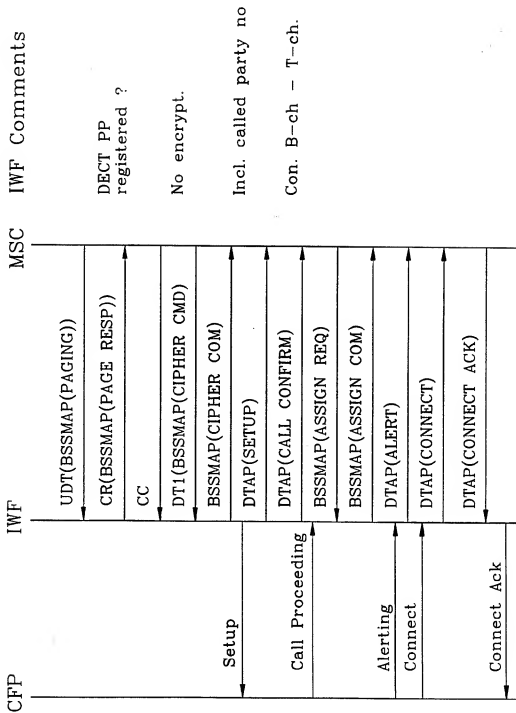 CFP IWF MSC IWF Comments
UDT(BSSMAP(PAGING))
CR(BSSMAP(PAGE RESP))
DECT PP
registered ?
CC
DT1(BSSMAP(CIPHER CMD)
No encrypt.
BSSMAP(CIPHER COM)
Setup
DTAP(SETUP)
Incl. called party no
DTAP(CALL CONFIRM)
Call Proceeding
BSSMAP(ASSIGN REQ)
Con. B-ch - T-ch.
BSSMAP(ASSIGN COM)
DTAP(ALERT)
Alerting
DTAP(CONNECT)
Connect
DTAP(CONNECT ACK)
Connect Ack